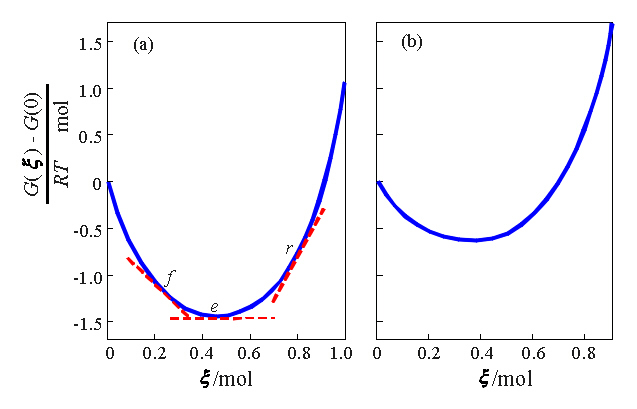 (a)
(b)
1.5
1.0
0.5
0
-0.5
-1.0
-1.5
G(ξ) - G(0)
RT
mol
f
e
r
0 0.2 0.4 0.6 0.8 1.0
0 0.2 0.4 0.6 0.8
ξ/mol
ξ/mol